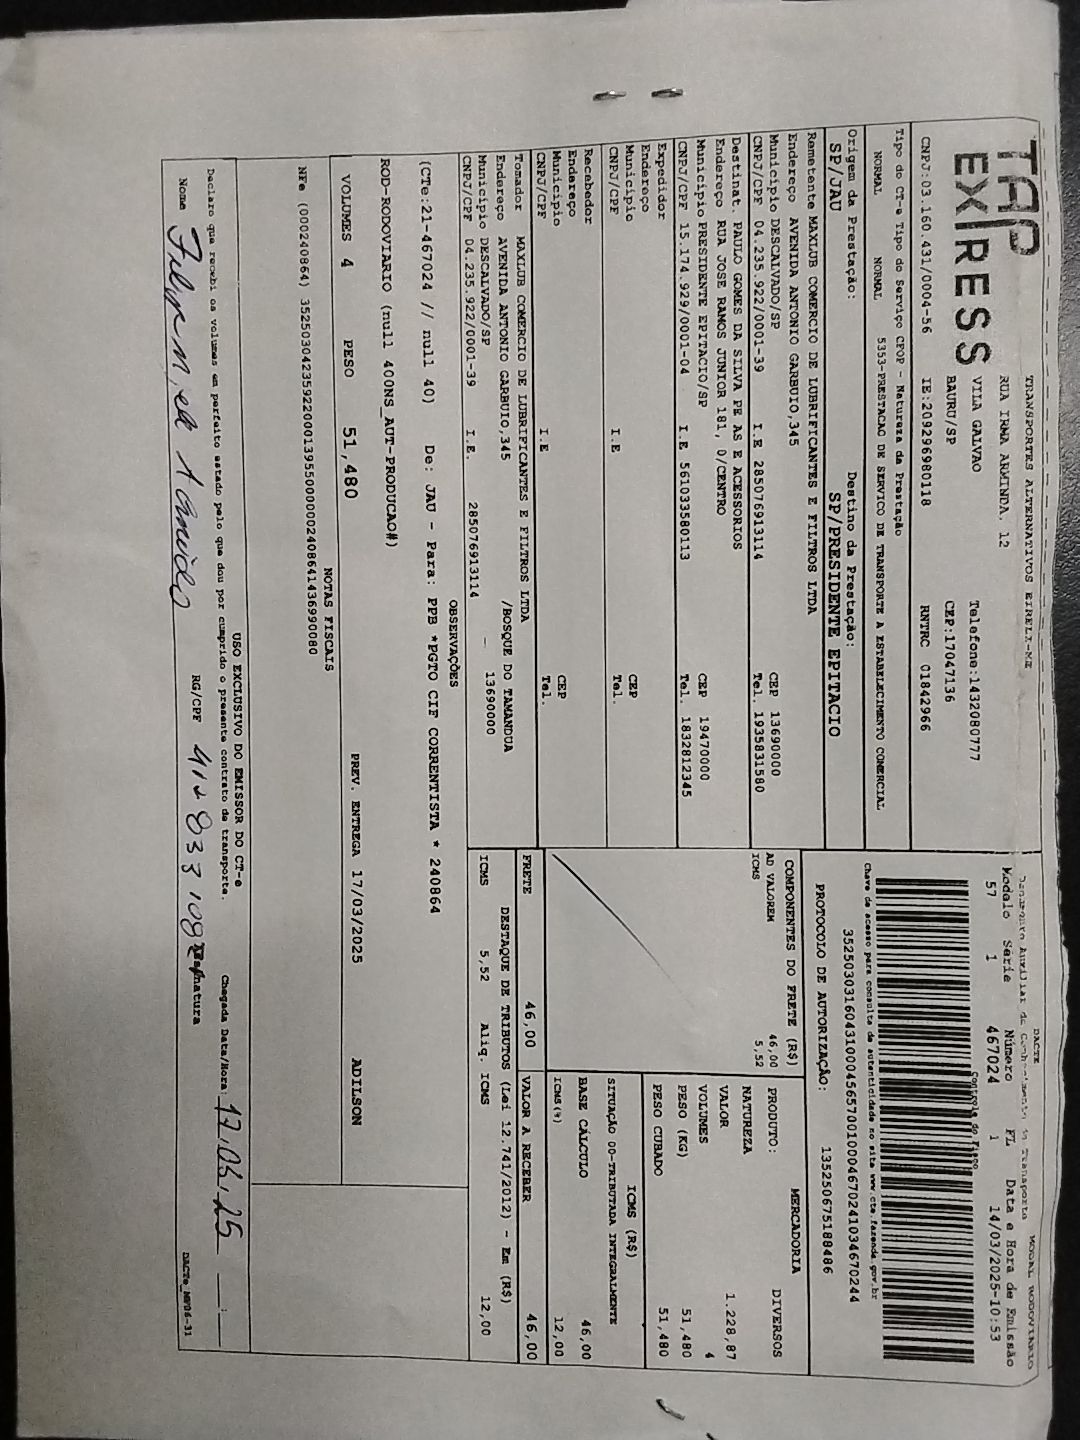 TAP
EXPRESS
TRANSPORTES ALTERNATIVOS EIRELI-ME
RUA IRMA ARMINDA, 12
VILA GALVAO
BAURU/SP
Telefone:1432080777
CEP:17047136
CNPJ:03.160.431/0004-56 IE:209296980118 RNTRC 01842966
DACTE
Documento Auxiliar do Conhecimento de Transporte
MODAL RODOVIÁRIO
Modelo Série Número FL Data e Hora de Emissão
57 1 467024 1 14/03/2025-10:53
Controle do Fisco
Chave de acesso para consulta de autenticidade no site www.cte.fazenda.gov.br
PROTOCOLO DE AUTORIZAÇÃO: 135250675188486
Tipo do CT-e Tipo do Serviço CFOP - Natureza da Prestação
NORMAL NORMAL 5353-PRESTACAO DE SERVICO DE TRANSPORTE A ESTABELECIMENTO COMERCIAL
Origem da Prestação: Destino da Prestação:
SP/JAU SP/PRESIDENTE EPITACIO
Remetente MAXLUB COMERCIO DE LUBRIFICANTES E FILTROS LTDA
Endereço AVENIDA ANTONIO GARBUIO,345
Município DESCALVADO/SP CEP 13690000
CNPJ/CPF 04.235.922/0001-39 I.E 285076913114 Tel. 1935831580
Destinat. PAULO GOMES DA SILVA PE AS E ACESSORIOS
Endereço RUA JOSE RAMOS JUNIOR 181, 0/CENTRO
Município PRESIDENTE EPITACIO/SP CEP 19470000
CNPJ/CPF 15.174.929/0001-04 I.E 561033580113 Tel. 1832812345
Expedidor
Endereço
Município CEP
CNPJ/CPF I.E Tel.
Recebedor
Endereço
Município CEP
CNPJ/CPF I.E Tel.
Tomador MAXLUB COMERCIO DE LUBRIFICANTES E FILTROS LTDA
Endereço AVENIDA ANTONIO GARBUIO,345 /BOSQUE DO TAMANDUA
Município DESCALVADO/SP - 13690000
CNPJ/CPF 04.235.922/0001-39 I.E. 285076913114
COMPONENTES DO FRETE (R$)
AD VALOREM 46,00
ICMS 5,52
PRODUTO: MERCADORIA
NATUREZA DIVERSOS
VALOR 1.228,87
VOLUMES 4
PESO (KG) 51,480
PESO CUBADO 51,480
ICMS (R$)
SITUAÇÃO 00-TRIBUTADA INTEGRALMENTE
BASE CÁLCULO 46,00
ICMS(%) 12,00
FRETE 46,00 VALOR A RECEBER 46,00
DESTAQUE DE TRIBUTOS (Lei 12.741/2012) - Em (R$)
ICMS 5,52 Aliq. ICMS 12,00
OBSERVAÇÕES
(CTe:21-467024 // null 40) De: JAU - Para: PPB *PGTO CIF CORRENTISTA * 240864
ROD-RODOVIARIO (null 400NS_AUT-PRODUCAO#)
VOLUMES 4 PESO 51,480 PREV. ENTREGA 17/03/2025 ADILSON
NOTAS FISCAIS
NFe (000240864)
USO EXCLUSIVO DO EMISSOR DO CT-e
Declaro que recebi os volumes em perfeito estado pelo que dou por cumprido o presente contrato de transporte. Chegada Data/Hora: 17,03,25 __:__
Nome RG/CPF Assinatura
DACTe_MP06-31